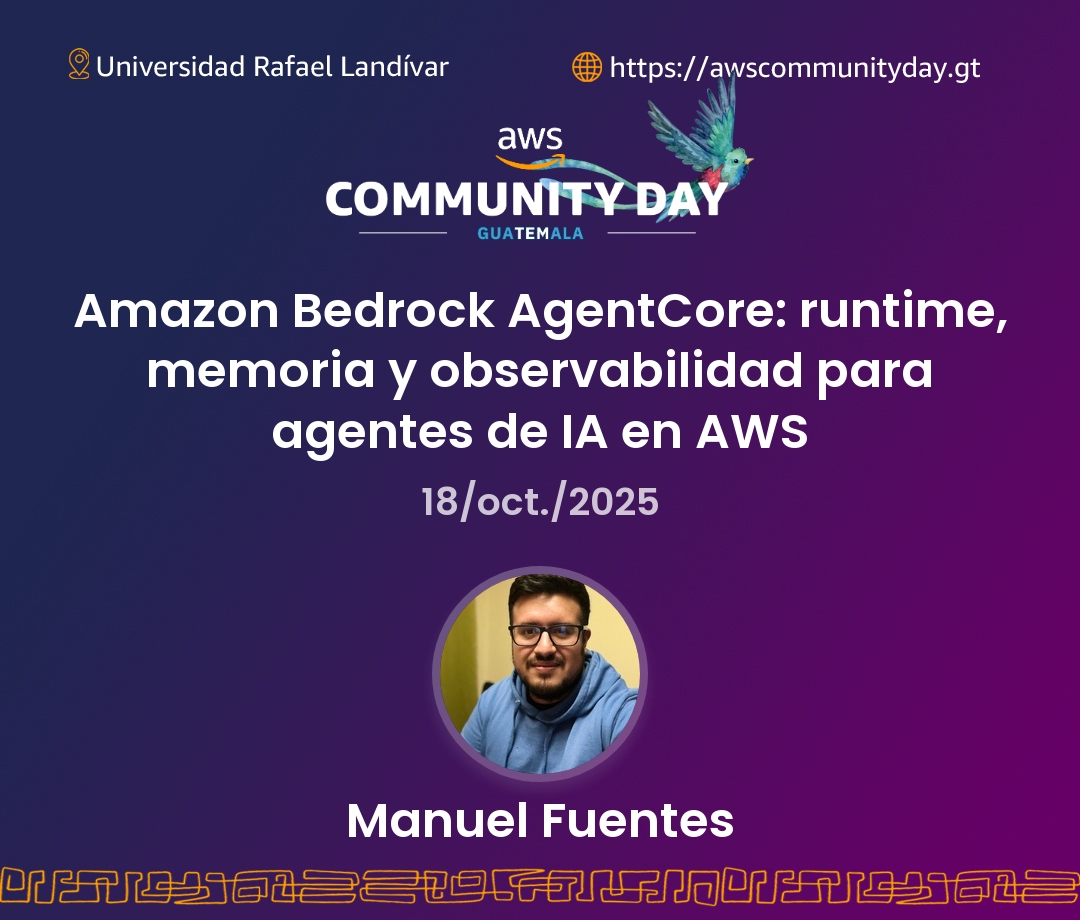 Universidad Rafael Landívar
https://awscommunityday.gt
aws
COMMUNITY DAY
GUATEMALA
Amazon Bedrock AgentCore: runtime,
memoria y observabilidad para
agentes de IA en AWS
18/oct./2025
Manuel Fuentes